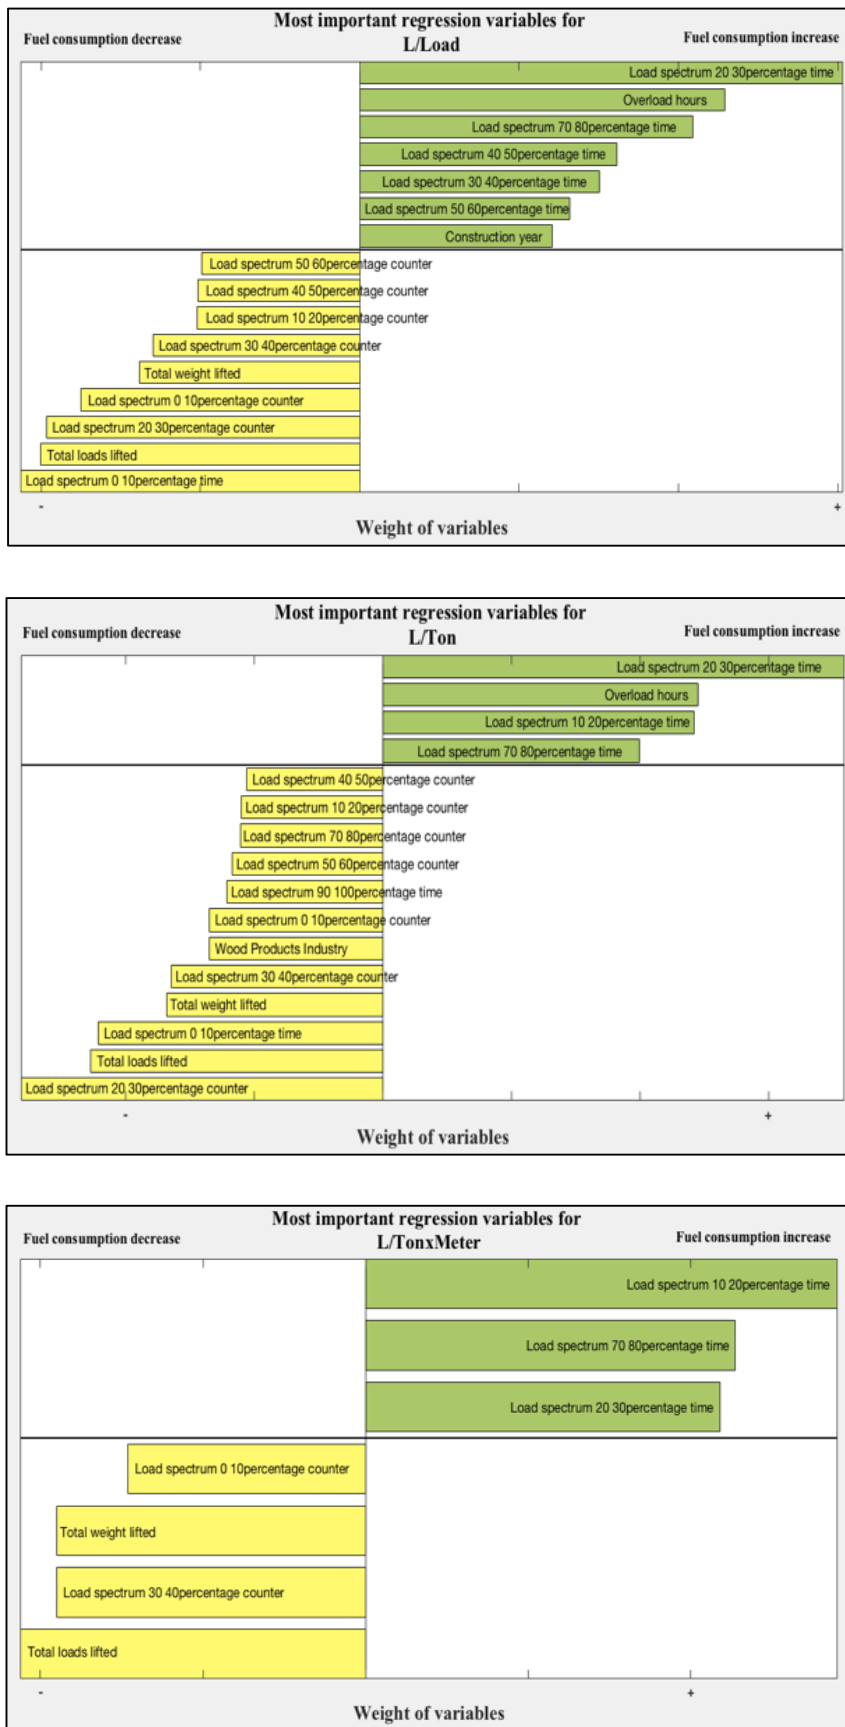 Most important regression variables for
Fuel consumption decrease
L/Load
Fuel consumption increase
Load spectrum 20 30percentage time
Overload hours
Load spectrum 70 80percentage time
Load spectrum 40 50percentage time
Load spectrum 30 40percentage time
Load spectrum 50 60percentage time
Construction year
Load spectrum 50 60percentage counter
Load spectrum 40 50percentage counter
Load spectrum 10 20percentage counter
Load spectrum 30 40percentage counter
Total weight lifted
Load spectrum 0 10percentage counter
Load spectrum 20 30percentage counter
Total loads lifted
Load spectrum 0 10percentage time
- +
Weight of variables
Most important regression variables for
Fuel consumption decrease
L/Ton
Fuel consumption increase
Load spectrum 20 30percentage time
Overload hours
Load spectrum 10 20percentage time
Load spectrum 70 80percentage time
Load spectrum 40 50percentage counter
Load spectrum 10 20percentage counter
Load spectrum 70 80percentage counter
Load spectrum 50 60percentage counter
Load spectrum 90 100percentage time
Load spectrum 0 10percentage counter
Wood Products Industry
Load spectrum 30 40percentage counter
Total weight lifted
Load spectrum 0 10percentage time
Total loads lifted
Load spectrum 20 30percentage counter
- +
Weight of variables
Most important regression variables for
Fuel consumption decrease
L/TonxMeter
Fuel consumption increase
Load spectrum 10 20percentage time
Load spectrum 70 80percentage time
Load spectrum 20 30percentage time
Load spectrum 0 10percentage counter
Total weight lifted
Load spectrum 30 40percentage counter
Total loads lifted
- +
Weight of variables